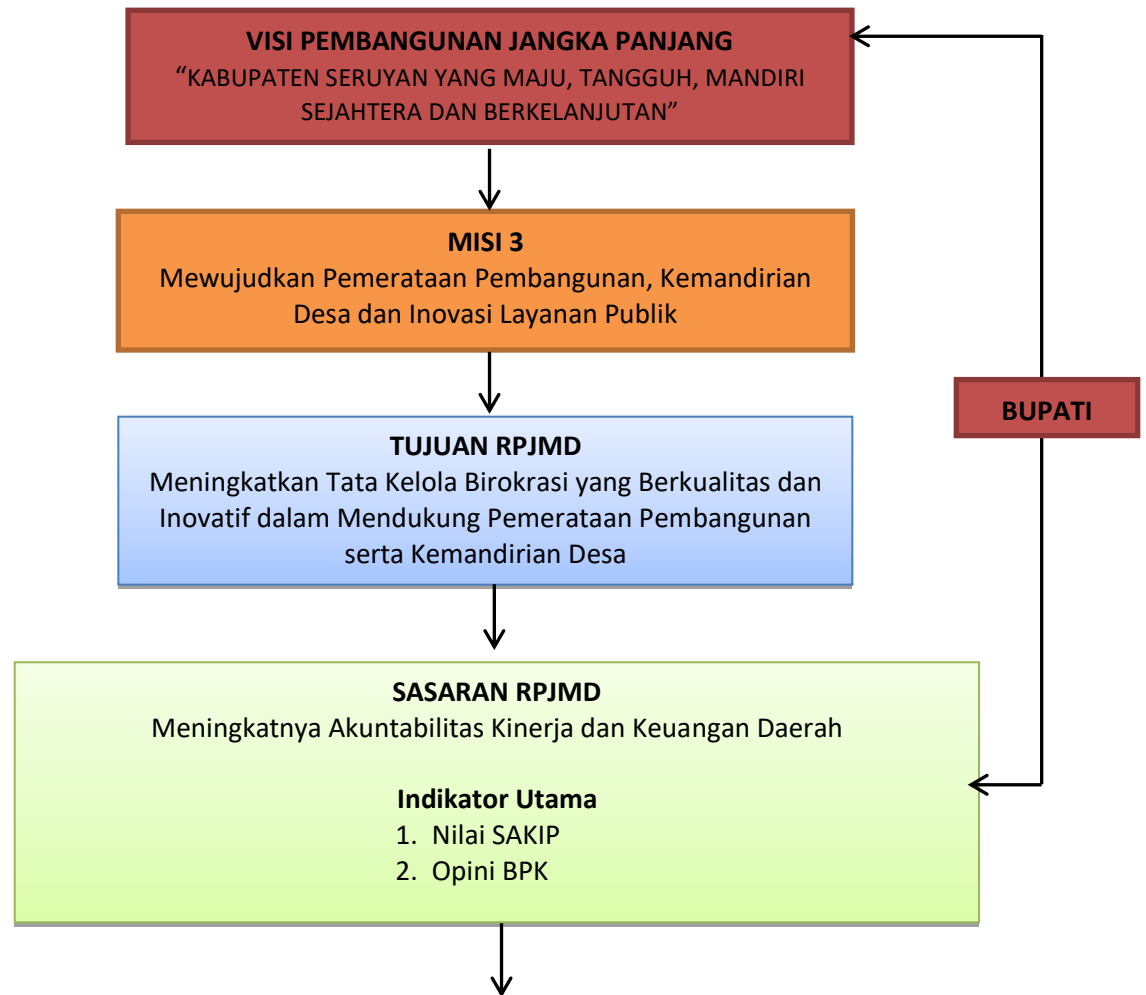 VISI PEMBANGUNAN JANGKA PANJANG
“KABUPATEN SERUYAN YANG MAJU, TANGGUH, MANDIRI
SEJAHTERA DAN BERKELANJUTAN”
MISI 3
Mewujudkan Pemerataan Pembangunan, Kemandirian
Desa dan Inovasi Layanan Publik
BUPATI
TUJUAN RPJMD
Meningkatkan Tata Kelola Birokrasi yang Berkualitas dan
Inovatif dalam Mendukung Pemerataan Pembangunan
serta Kemandirian Desa
SASARAN RPJMD
Meningkatnya Akuntabilitas Kinerja dan Keuangan Daerah
Indikator Utama
1. Nilai SAKIP
2. Opini BPK